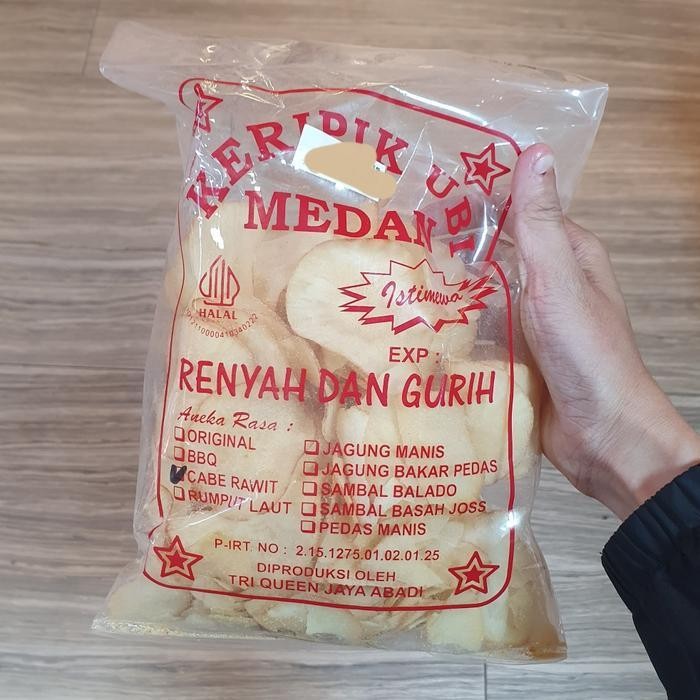 KERIPIK UBI
MEDAN
HALAL
Istimewa
EXP :
RENYAH DAN GURIH
Aneka Rasa :
ORIGINAL
BBQ
CABE RAWIT
RUMPUT LAUT
JAGUNG MANIS
JAGUNG BAKAR PEDAS
SAMBAL BALADO
SAMBAL BASAH JOSS
PEDAS MANIS
P-IRT. NO : 2.15.1275.01.02.01.25
DIPRODUKSI OLEH
TRI QUEEN JAYA ABADI